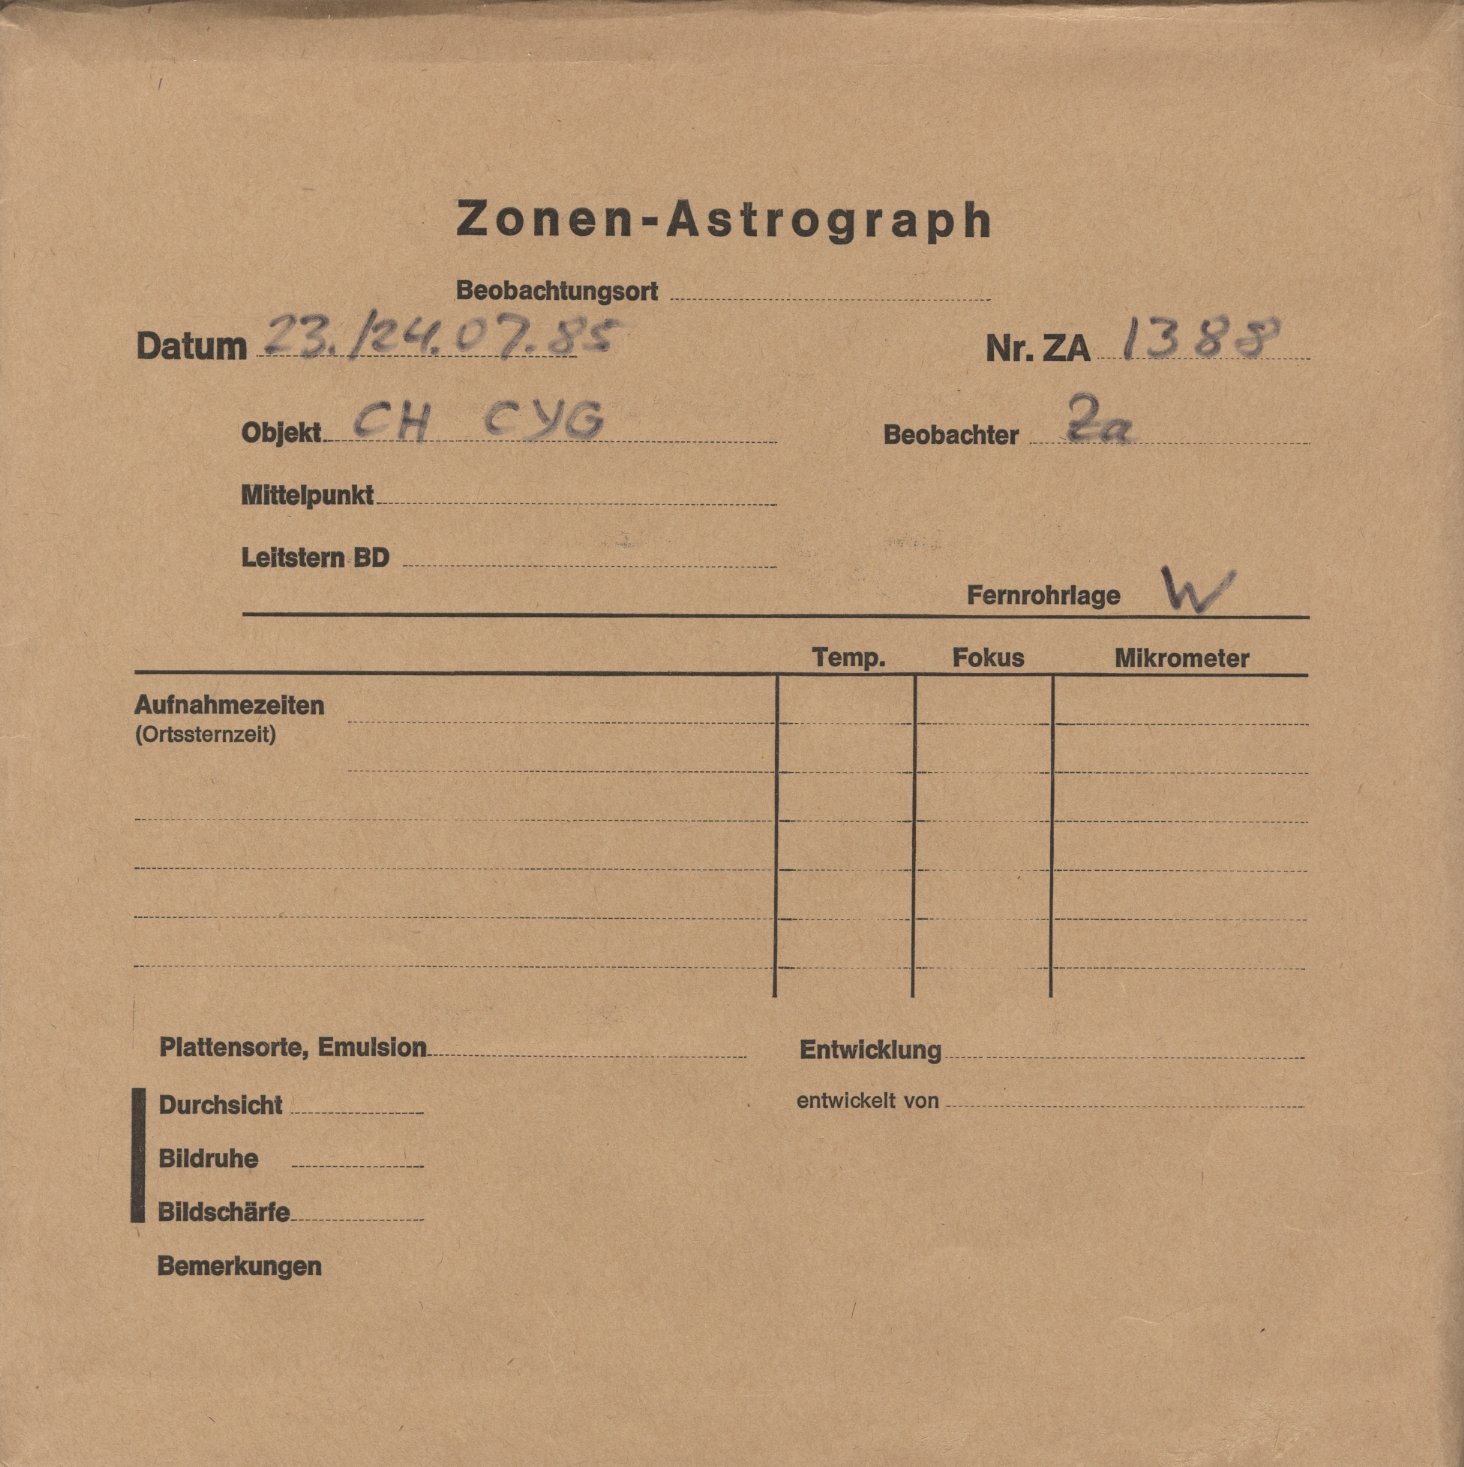 Zonen-Astrograph
Beobachtungsort
Datum 23./24.07.85 Nr. ZA 1388
Objekt CH CYG Beobachter Za
Mittelpunkt
Leitstern BD
Fernrohrlage W
Temp. Fokus Mikrometer
Aufnahmezeiten
(Ortssternzeit)
Plattensorte, Emulsion Entwicklung
Durchsicht entwickelt von
Bildruhe
Bildschärfe
Bemerkungen